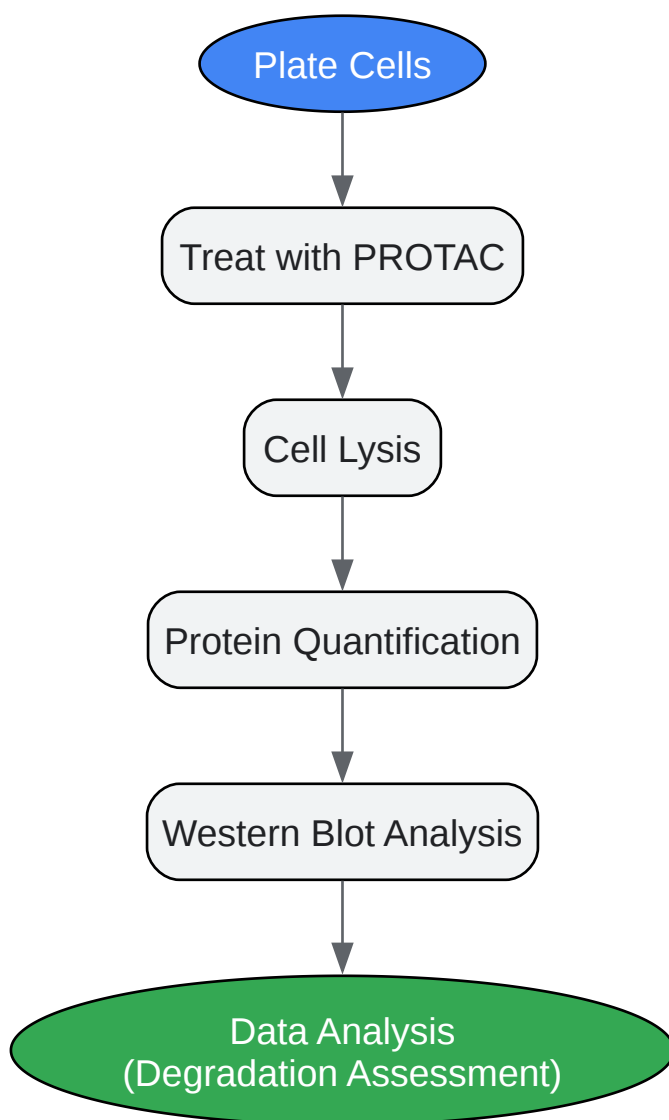 Plate Cells
Treat with PROTAC
Cell Lysis
Protein Quantification
Western Blot Analysis
Data Analysis
(Degradation Assessment)